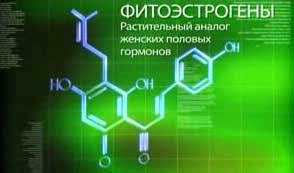 ФИТОЭСТРОГЕНЫ
Растительный аналог
женских половых
гормонов
OH
HO
OH
O
O